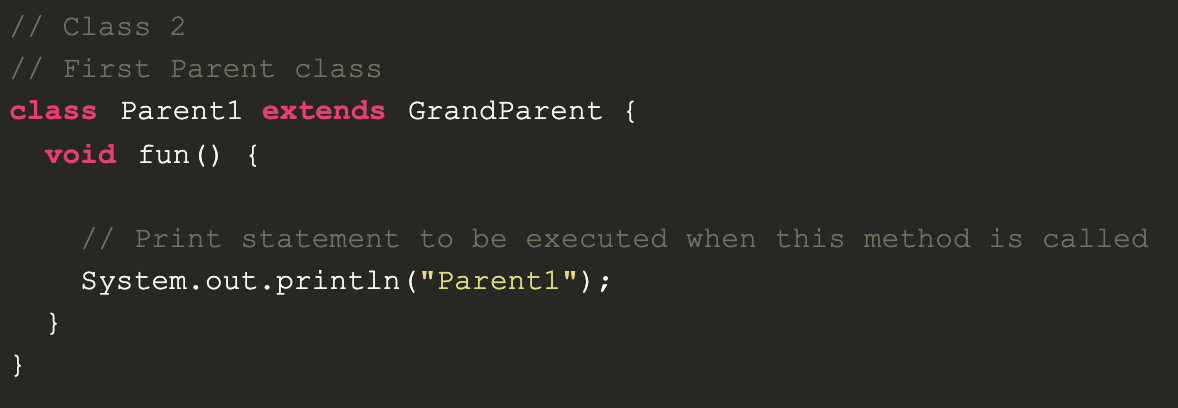 // Class 2
// First Parent class
class Parent1 extends GrandParent {
  void fun() {

    // Print statement to be executed when this method is called
    System.out.println("Parent1");
  }
}